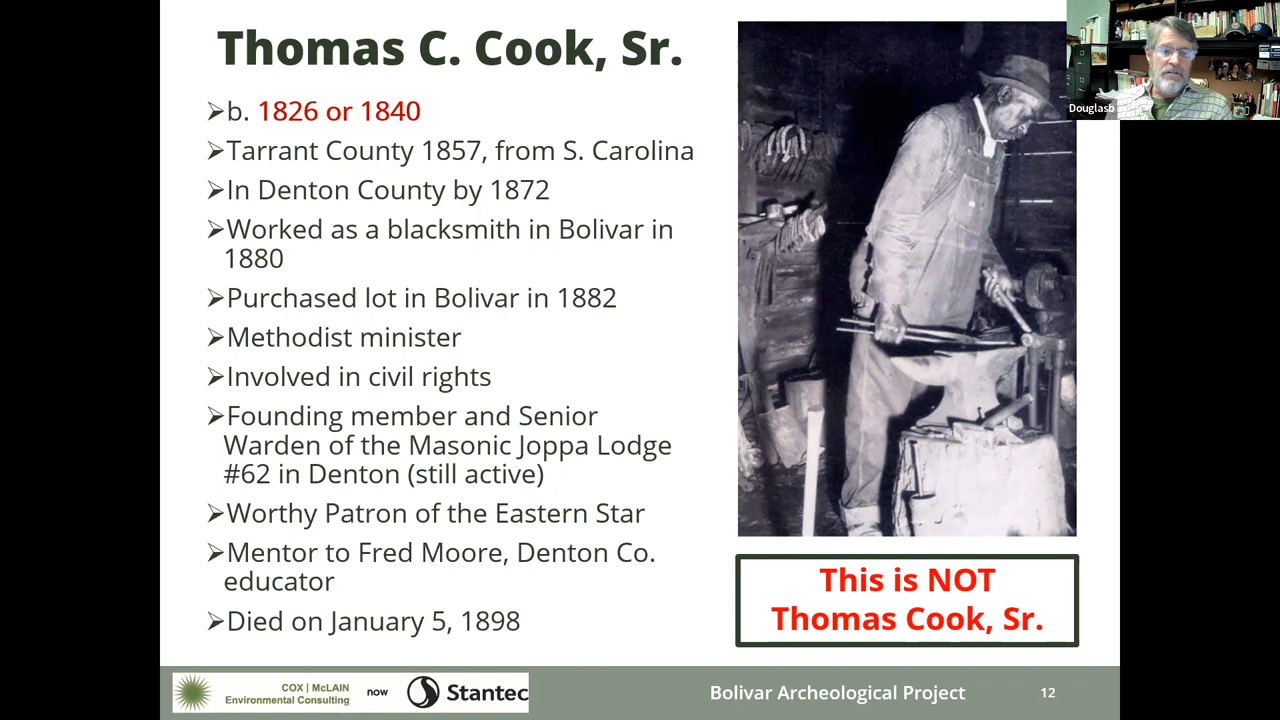 Thomas C. Cook, Sr.
➢b. 1826 or 1840
➢Tarrant County 1857, from S. Carolina
➢In Denton County by 1872
➢Worked as a blacksmith in Bolivar in
1880
➢Purchased lot in Bolivar in 1882
➢Methodist minister
➢Involved in civil rights
➢Founding member and Senior
Warden of the Masonic Joppa Lodge
#62 in Denton (still active)
➢Worthy Patron of the Eastern Star
➢Mentor to Fred Moore, Denton Co.
educator
➢Died on January 5, 1898
Douglasb
This is NOT
Thomas Cook, Sr.
COX | McLAIN
Environmental Consulting
now
Stantec
Bolivar Archeological Project
12